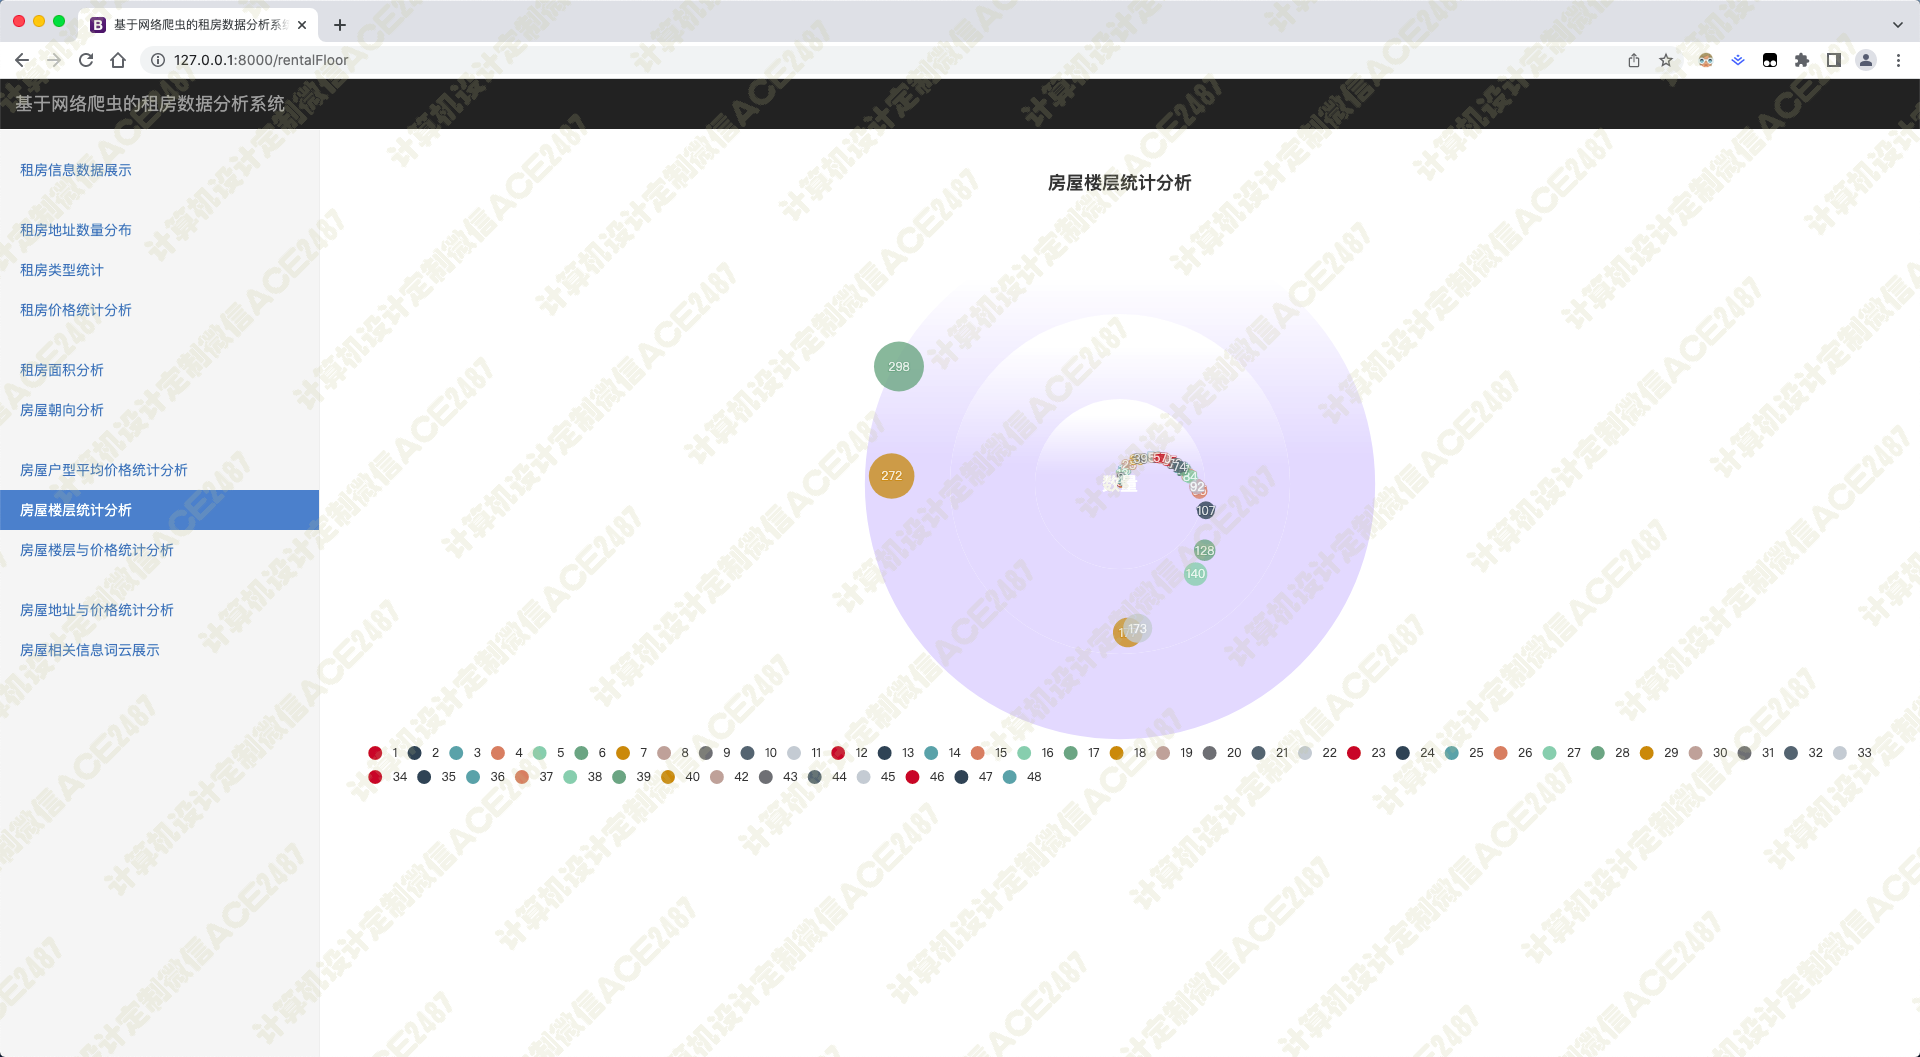 基于网络爬虫的租房数据分析系统
127.0.0.1:8000/rentalFloor
基于网络爬虫的租房数据分析系统
租房信息数据展示
租房地址数量分布
租房类型统计
租房价格统计分析
租房面积分析
房屋朝向分析
房屋户型平均价格统计分析
房屋楼层统计分析
房屋楼层与价格统计分析
房屋地址与价格统计分析
房屋相关信息词云展示
房屋楼层统计分析
298
272
数量
39
57
74
84
92
107
128
140
173
1 2 3 4 5 6 7 8 9 10 11 12 13 14 15 16 17 18 19 20 21 22 23 24 25 26 27 28 29 30 31 32 33
34 35 36 37 38 39 40 42 43 44 45 46 47 48
计算机设计定制微信ACE2487